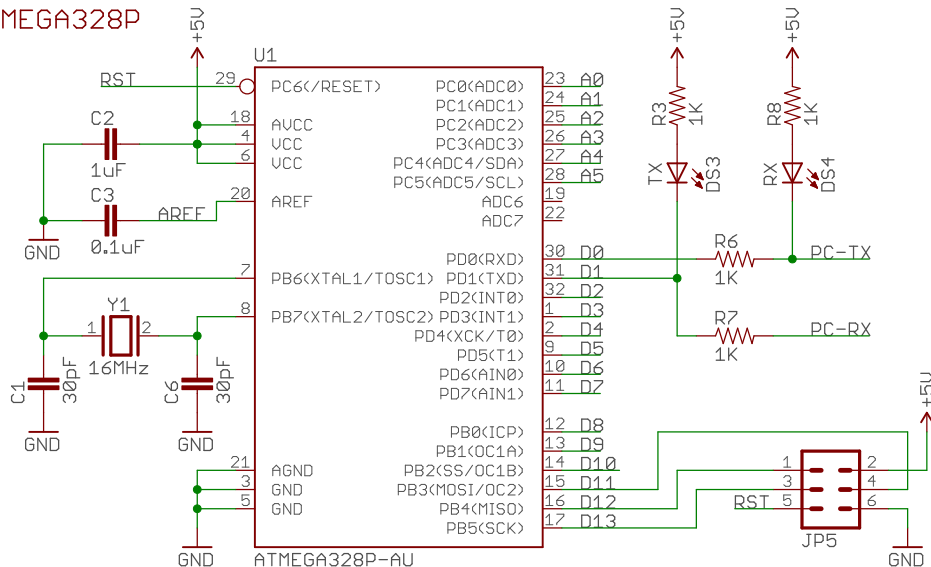 MEGA328P
+5V
+5V
+5V
U1
RST
29
PC6(/RESET)
PC0(ADC0)
23
A0
PC1(ADC1)
24
A1
C2
18
AVCC
PC2(ADC2)
25
A2
4
VCC
PC3(ADC3)
26
A3
6
VCC
PC4(ADC4/SDA)
27
A4
1uF
PC5(ADC5/SCL)
28
A5
C3
20
AREF
AREF
ADC6
19
ADC7
22
0.1uF
GND
R3
1K
R8
1K
TX
DS3
RX
DS4
PD0(RXD)
30
D0
R6
1K
PC-TX
7
PB6(XTAL1/TOSC1)
PD1(TXD)
31
D1
PD2(INT0)
32
D2
8
PB7(XTAL2/TOSC2)
PD3(INT1)
1
D3
Y1
1
2
16MHz
PD4(XCK/T0)
2
D4
R7
1K
PC-RX
PD5(T1)
9
D5
PD6(AIN0)
10
D6
PD7(AIN1)
11
D7
C1
30pF
C6
30pF
GND
GND
PB0(ICP)
12
D8
PB1(OC1A)
13
D9
21
AGND
PB2(SS/OC1B)
14
D10
3
GND
PB3(MOSI/OC2)
15
D11
5
GND
PB4(MISO)
16
D12
PB5(SCK)
17
D13
GND
ATMEGA328P-AU
+5V
1
2
3
4
RST
5
6
JP5
GND